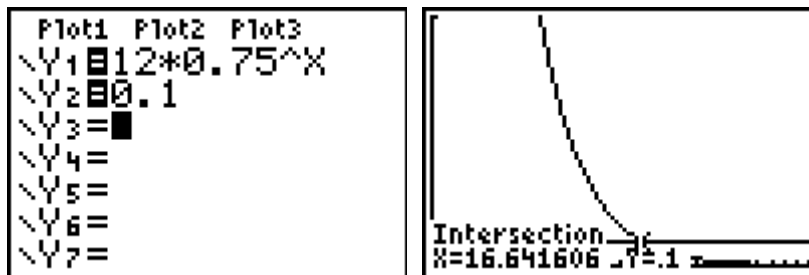 Plot1 Plot2 Plot3
\Y1=12*0.75^X
\Y2=0.1
\Y3=
\Y4=
\Y5=
\Y6=
\Y7=
Intersection
X=16.641606 Y=.1